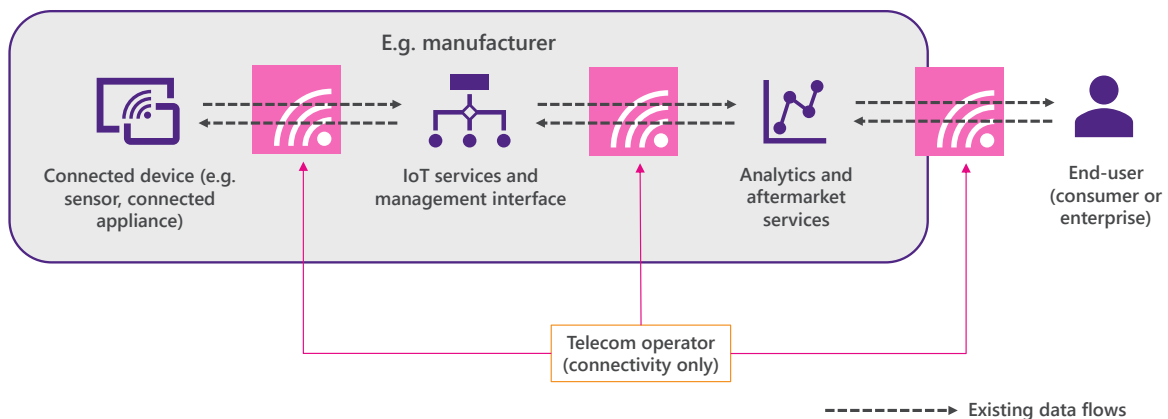 E.g. manufacturer
Connected device (e.g.
sensor, connected
appliance)
IoT services and
management interface
Analytics and
aftermarket
services
End-user
(consumer or
enterprise)
Telecom operator
(connectivity only)
Existing data flows